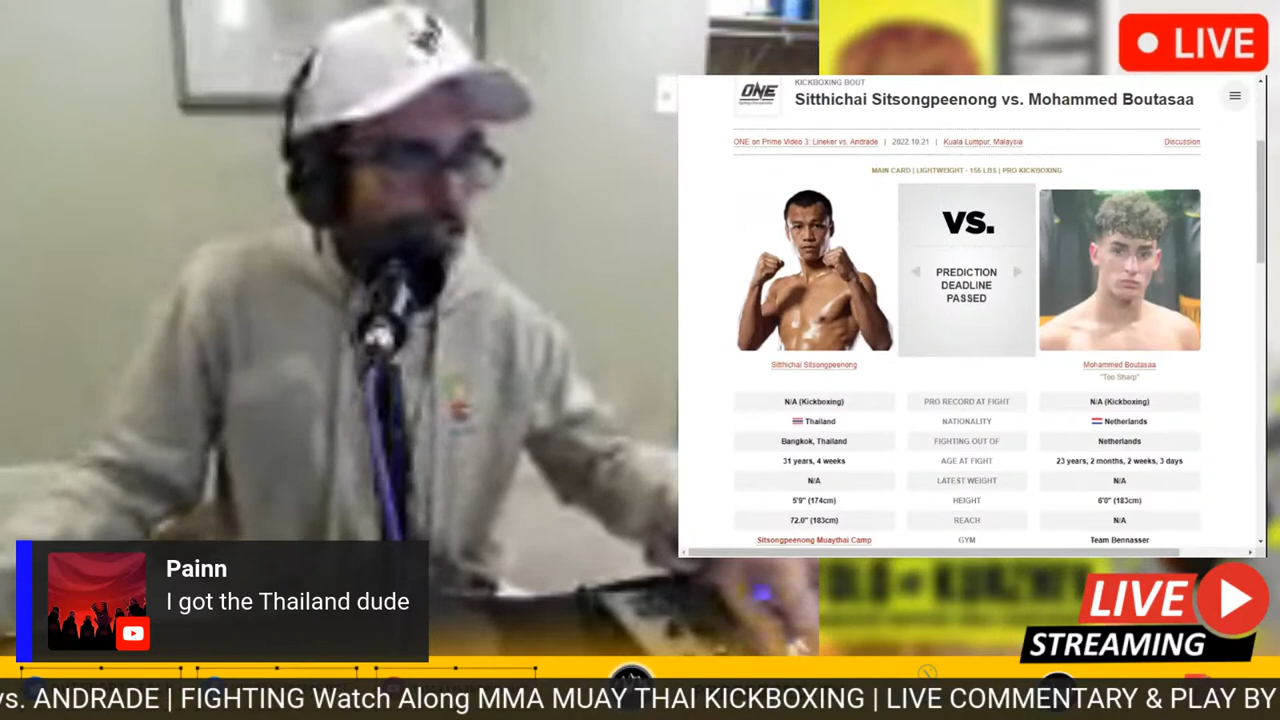 LIVE
ONE
KICKBOXING BOUT
Sitthichai Sitsongpeenong vs. Mohammed Boutasaa
ONE on Prime Video 3: Lineker vs. Andrade | 2022.10.21 | Kuala Lumpur, Malaysia
Discussion
MAIN CARD | LIGHTWEIGHT · 155 LBS | PRO KICKBOXING
VS.
PREDICTION
DEADLINE
PASSED
Sitthichai Sitsongpeenong
Mohammed Boutasaa
"Too Sharp"
N/A (Kickboxing) PRO RECORD AT FIGHT N/A (Kickboxing)
Thailand NATIONALITY Netherlands
Bangkok, Thailand FIGHTING OUT OF Netherlands
31 years, 4 weeks AGE AT FIGHT 23 years, 2 months, 2 weeks, 3 days
N/A LATEST WEIGHT N/A
5'9" (174cm) HEIGHT 6'0" (183cm)
72.0" (183cm) REACH N/A
Sitsongpeenong Muaythai Camp GYM Team Bennasser
Painn
I got the Thailand dude
LIVE
STREAMING
vs. ANDRADE | FIGHTING Watch Along MMA MUAY THAI KICKBOXING | LIVE COMMENTARY & PLAY BY